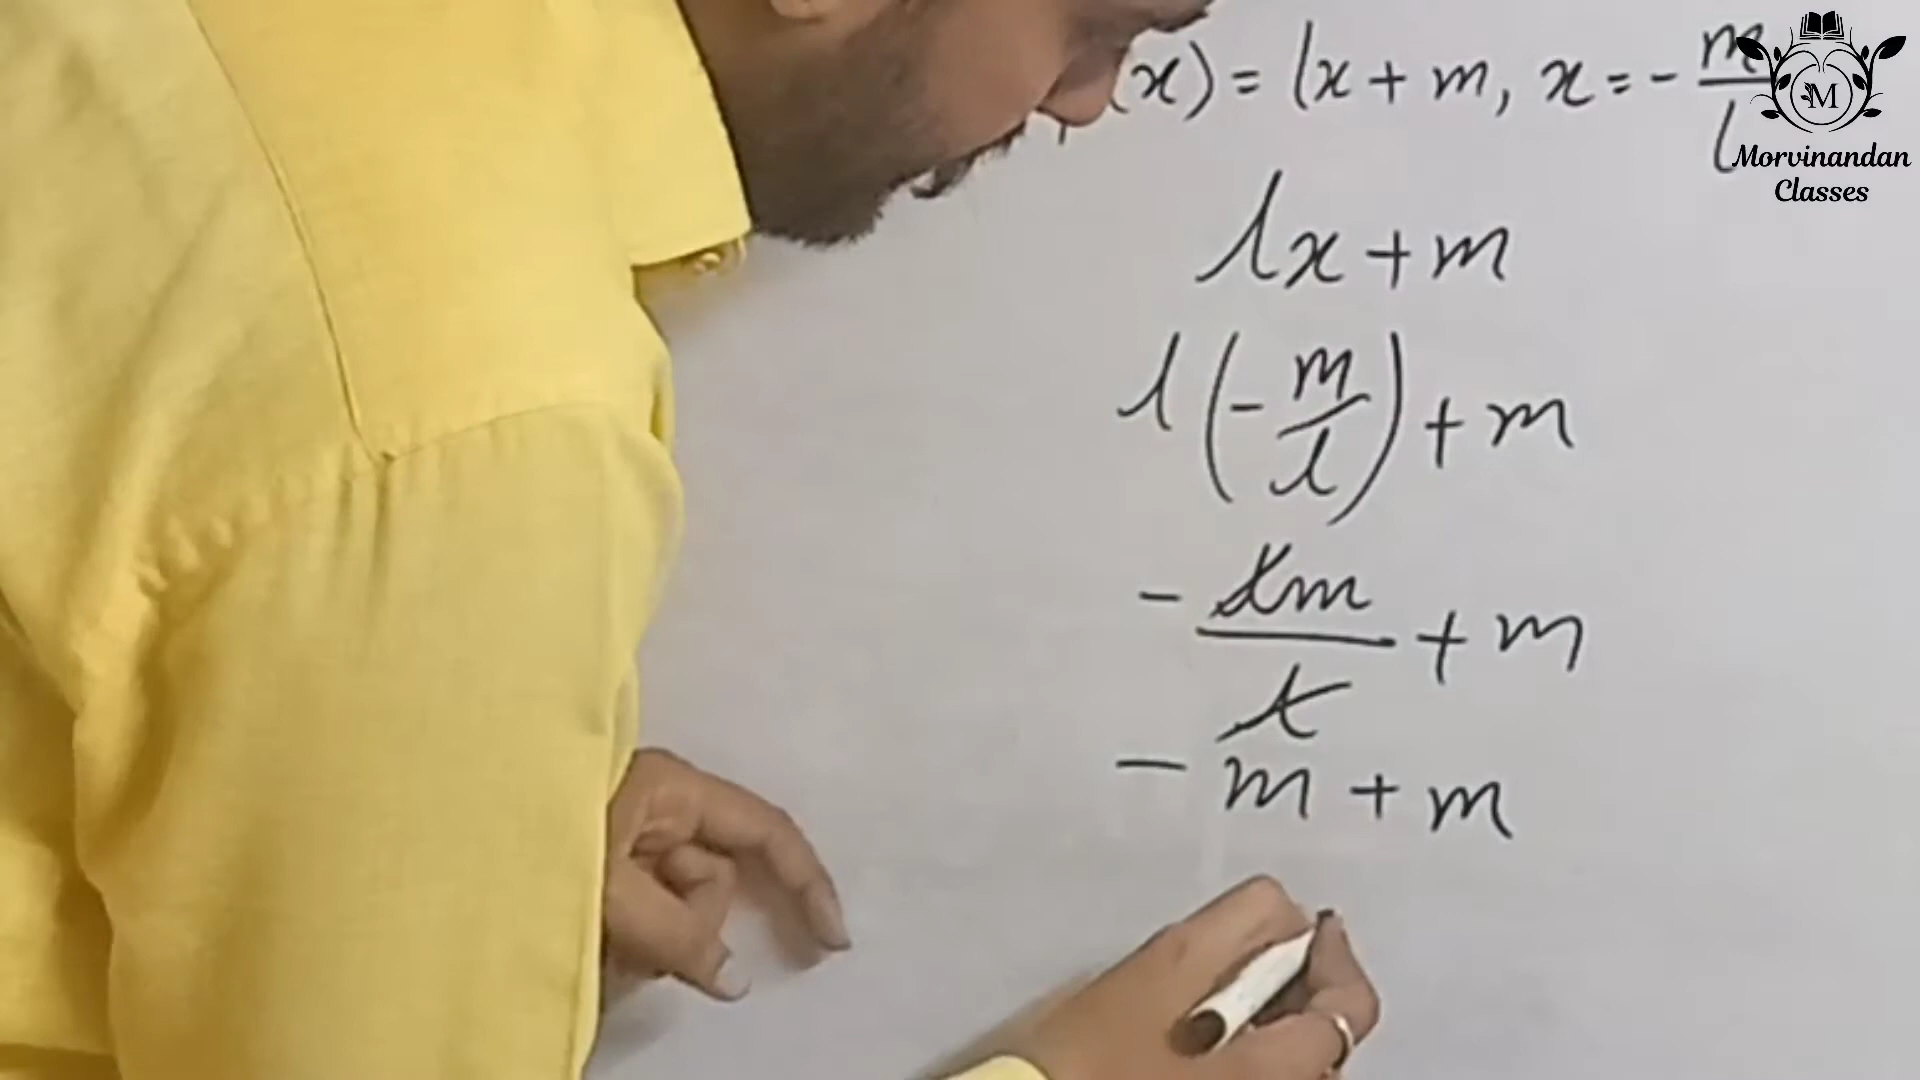 (x) = lx + m, x = - m/l
M
Morvinandan
Classes
lx + m
l(- m/l) + m
- lm/l + m
- m + m